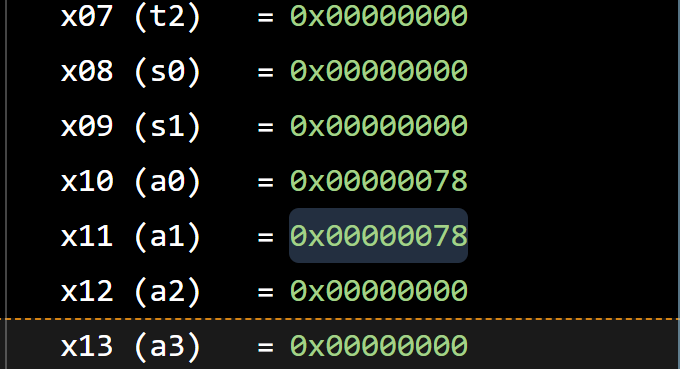 x07 (t2) = 0x00000000
x08 (s0) = 0x00000000
x09 (s1) = 0x00000000
x10 (a0) = 0x00000078
x11 (a1) = 0x00000078
x12 (a2) = 0x00000000
x13 (a3) = 0x00000000